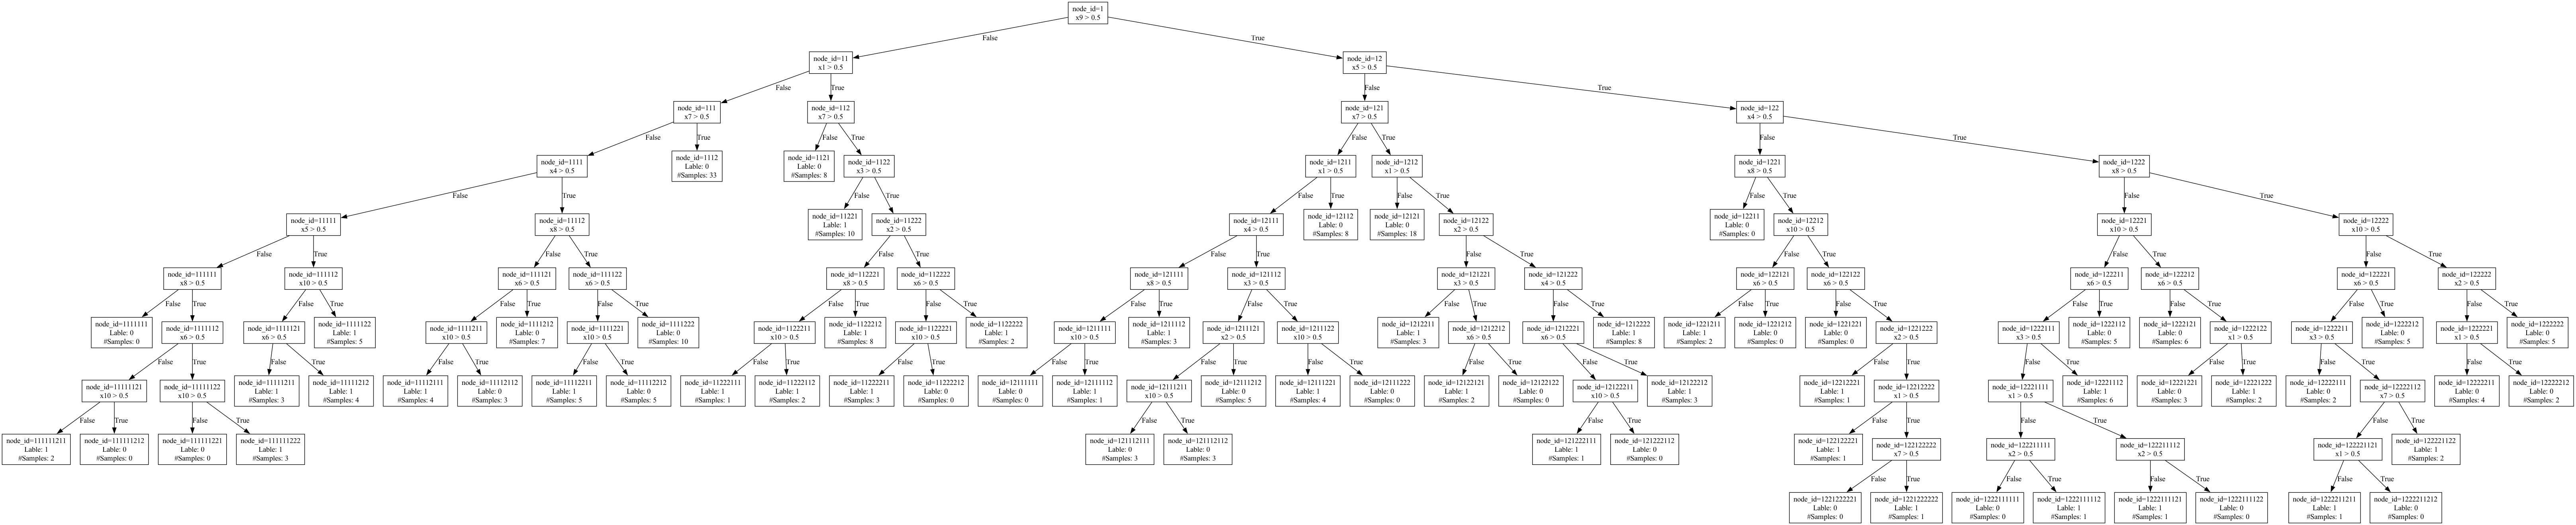 node_id=1
x9 > 0.5
False
True
node_id=11
x1 > 0.5
node_id=12
x5 > 0.5
False
True
False
True
node_id=111
x7 > 0.5
node_id=112
x7 > 0.5
node_id=121
x7 > 0.5
node_id=122
x4 > 0.5
False
True
False
True
False
True
False
True
node_id=1111
x4 > 0.5
node_id=1112
Lable: 0
#Samples: 33
node_id=1121
Lable: 0
#Samples: 8
node_id=1122
x3 > 0.5
node_id=1211
x1 > 0.5
node_id=1212
x1 > 0.5
node_id=1221
x8 > 0.5
node_id=1222
x8 > 0.5
False
True
False
True
False
True
False
True
False
True
False
True
node_id=11111
x5 > 0.5
node_id=11112
x8 > 0.5
node_id=11221
Lable: 1
#Samples: 10
node_id=11222
x2 > 0.5
node_id=12111
x4 > 0.5
node_id=12112
Lable: 0
#Samples: 8
node_id=12121
Lable: 0
#Samples: 18
node_id=12122
x2 > 0.5
node_id=12211
Lable: 0
#Samples: 0
node_id=12212
x10 > 0.5
node_id=12221
x10 > 0.5
node_id=12222
x10 > 0.5
False
True
False
True
False
True
False
True
False
True
False
True
False
True
False
True
node_id=111111
x8 > 0.5
node_id=111112
x10 > 0.5
node_id=111121
x6 > 0.5
node_id=111122
x6 > 0.5
node_id=112221
x8 > 0.5
node_id=112222
x6 > 0.5
node_id=121111
x8 > 0.5
node_id=121112
x3 > 0.5
node_id=121221
x3 > 0.5
node_id=121222
x4 > 0.5
node_id=122121
x6 > 0.5
node_id=122122
x6 > 0.5
node_id=122211
x6 > 0.5
node_id=122212
x6 > 0.5
node_id=122221
x6 > 0.5
node_id=122222
x2 > 0.5
False
True
False
True
False
True
False
True
False
True
False
True
False
True
False
True
False
True
False
True
False
True
False
True
False
True
False
True
False
True
False
True
node_id=1111111
Lable: 0
#Samples: 0
node_id=1111112
x6 > 0.5
node_id=1111121
x6 > 0.5
node_id=1111122
Lable: 1
#Samples: 5
node_id=1111211
x10 > 0.5
node_id=1111212
Lable: 0
#Samples: 7
node_id=1111221
x10 > 0.5
node_id=1111222
Lable: 0
#Samples: 10
node_id=1122211
x10 > 0.5
node_id=1122212
Lable: 1
#Samples: 8
node_id=1122221
x10 > 0.5
node_id=1122222
Lable: 1
#Samples: 2
node_id=1211111
x10 > 0.5
node_id=1211112
Lable: 1
#Samples: 3
node_id=1211121
x2 > 0.5
node_id=1211122
x10 > 0.5
node_id=1212211
Lable: 1
#Samples: 3
node_id=1212212
x6 > 0.5
node_id=1212221
x6 > 0.5
node_id=1212222
Lable: 1
#Samples: 8
node_id=1221211
Lable: 1
#Samples: 2
node_id=1221212
Lable: 0
#Samples: 0
node_id=1221221
Lable: 0
#Samples: 0
node_id=1221222
x2 > 0.5
node_id=1222111
x3 > 0.5
node_id=1222112
Lable: 0
#Samples: 5
node_id=1222121
Lable: 0
#Samples: 6
node_id=1222122
x1 > 0.5
node_id=1222211
x3 > 0.5
node_id=1222212
Lable: 0
#Samples: 5
node_id=1222221
x1 > 0.5
node_id=1222222
Lable: 0
#Samples: 5
False
True
False
True
False
True
False
True
False
True
False
True
False
True
False
True
False
True
False
True
False
True
False
True
False
True
False
True
False
True
False
True
node_id=11111121
x10 > 0.5
node_id=11111122
x10 > 0.5
node_id=11111211
Lable: 1
#Samples: 3
node_id=11111212
Lable: 1
#Samples: 4
node_id=11112111
Lable: 1
#Samples: 4
node_id=11112112
Lable: 0
#Samples: 3
node_id=11112211
Lable: 1
#Samples: 5
node_id=11112212
Lable: 0
#Samples: 5
node_id=11222111
Lable: 1
#Samples: 1
node_id=11222112
Lable: 1
#Samples: 2
node_id=11222211
Lable: 1
#Samples: 3
node_id=11222212
Lable: 0
#Samples: 0
node_id=12111111
Lable: 0
#Samples: 0
node_id=12111112
Lable: 1
#Samples: 1
node_id=12111211
x10 > 0.5
node_id=12111212
Lable: 0
#Samples: 5
node_id=12111221
Lable: 1
#Samples: 4
node_id=12111222
Lable: 0
#Samples: 0
node_id=12122121
Lable: 1
#Samples: 2
node_id=12122122
Lable: 0
#Samples: 0
node_id=12122211
x10 > 0.5
node_id=12122212
Lable: 1
#Samples: 3
node_id=12212221
Lable: 1
#Samples: 1
node_id=12212222
x1 > 0.5
node_id=12221111
x1 > 0.5
node_id=12221112
Lable: 1
#Samples: 6
node_id=12221221
Lable: 0
#Samples: 3
node_id=12221222
Lable: 1
#Samples: 2
node_id=12222111
Lable: 0
#Samples: 2
node_id=12222112
x7 > 0.5
node_id=12222211
Lable: 0
#Samples: 4
node_id=12222212
Lable: 0
#Samples: 2
False
True
False
True
False
True
False
True
False
True
False
True
False
True
node_id=111111211
Lable: 1
#Samples: 2
node_id=111111212
Lable: 0
#Samples: 0
node_id=111111221
Lable: 0
#Samples: 0
node_id=111111222
Lable: 1
#Samples: 3
node_id=121112111
Lable: 0
#Samples: 3
node_id=121112112
Lable: 0
#Samples: 3
node_id=121222111
Lable: 1
#Samples: 1
node_id=121222112
Lable: 0
#Samples: 0
node_id=122122221
Lable: 1
#Samples: 1
node_id=122122222
x7 > 0.5
node_id=122211111
x2 > 0.5
node_id=122211112
x2 > 0.5
node_id=122221121
x1 > 0.5
node_id=122221122
Lable: 1
#Samples: 2
False
True
False
True
False
True
False
True
node_id=1221222221
Lable: 0
#Samples: 0
node_id=1221222222
Lable: 1
#Samples: 1
node_id=1222111111
Lable: 0
#Samples: 0
node_id=1222111112
Lable: 1
#Samples: 1
node_id=1222111121
Lable: 1
#Samples: 1
node_id=1222111122
Lable: 0
#Samples: 0
node_id=1222211211
Lable: 1
#Samples: 1
node_id=1222211212
Lable: 0
#Samples: 0